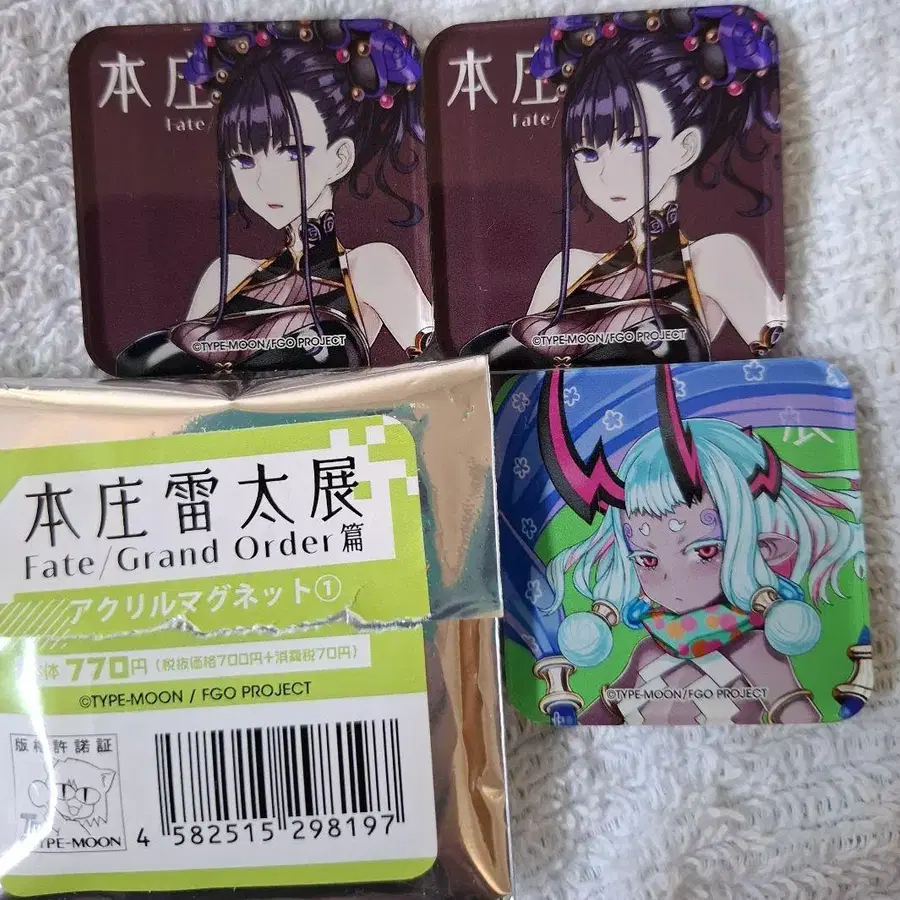 本庄
Fate/
©TYPE-MOON/FGO PROJECT
本庄
Fate/
©TYPE-MOON/FGO PROJECT
本庄雷太展
Fate/Grand Order篇
アクリルマグネット①
体 770円 (税抜価格700円+消費税70円)
©TYPE-MOON / FGO PROJECT
版権許諾証
TYPE-MOON
4 582515 298197
©TYPE-MOON/FGO PROJECT